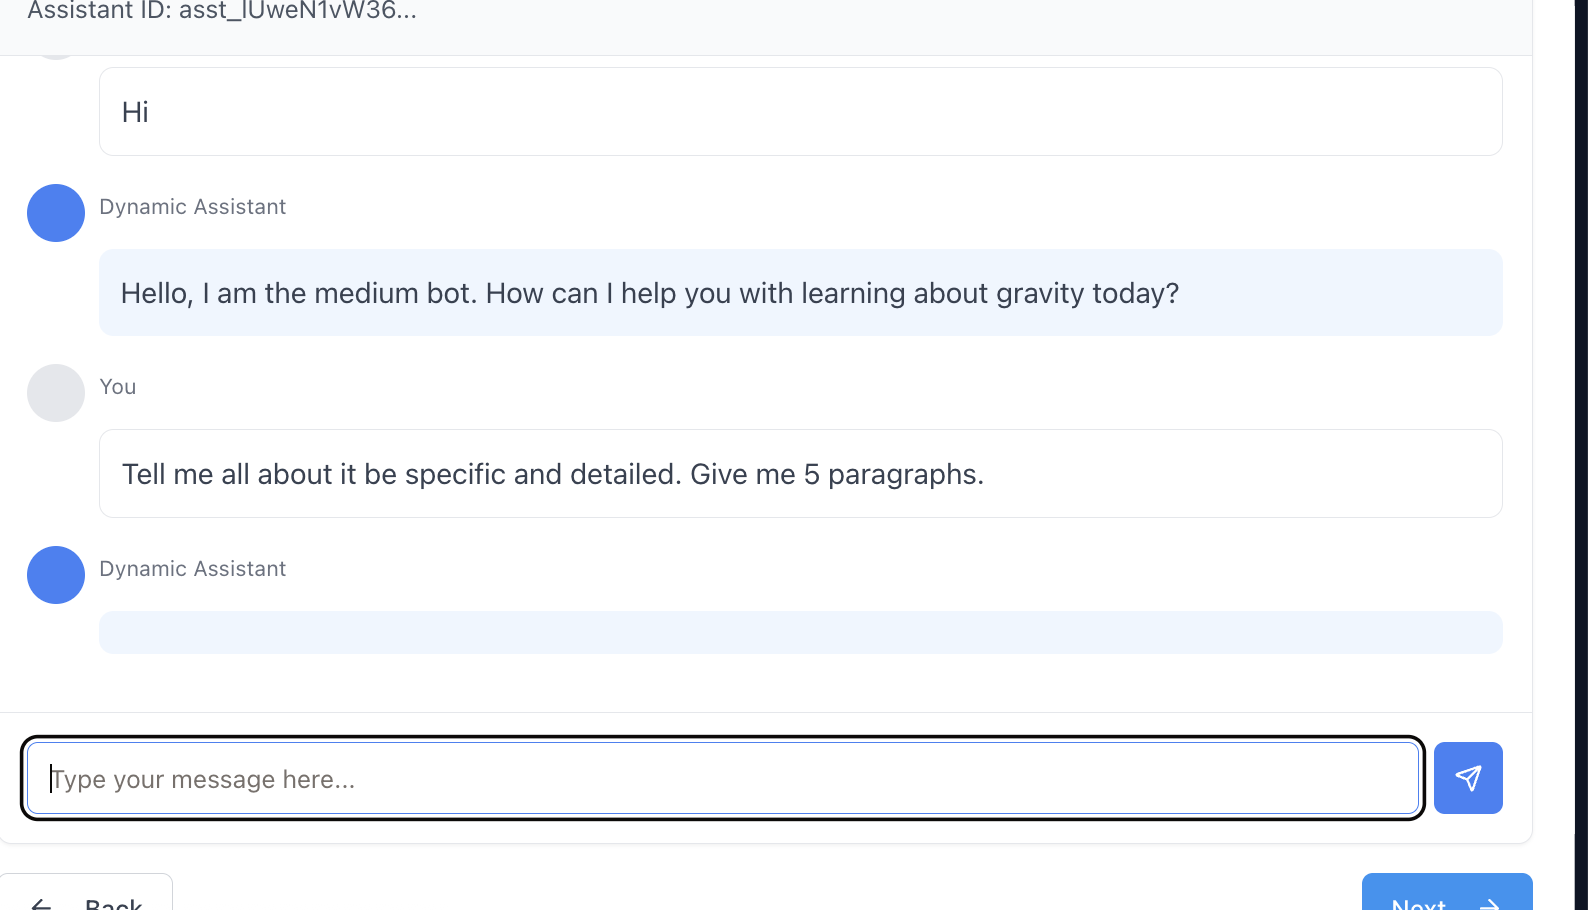 Assistant ID: asst_lUweN1vW36...
Hi
Dynamic Assistant
Hello, I am the medium bot. How can I help you with learning about gravity today?
You
Tell me all about it be specific and detailed. Give me 5 paragraphs.
Dynamic Assistant
Type your message here...
Back
Next